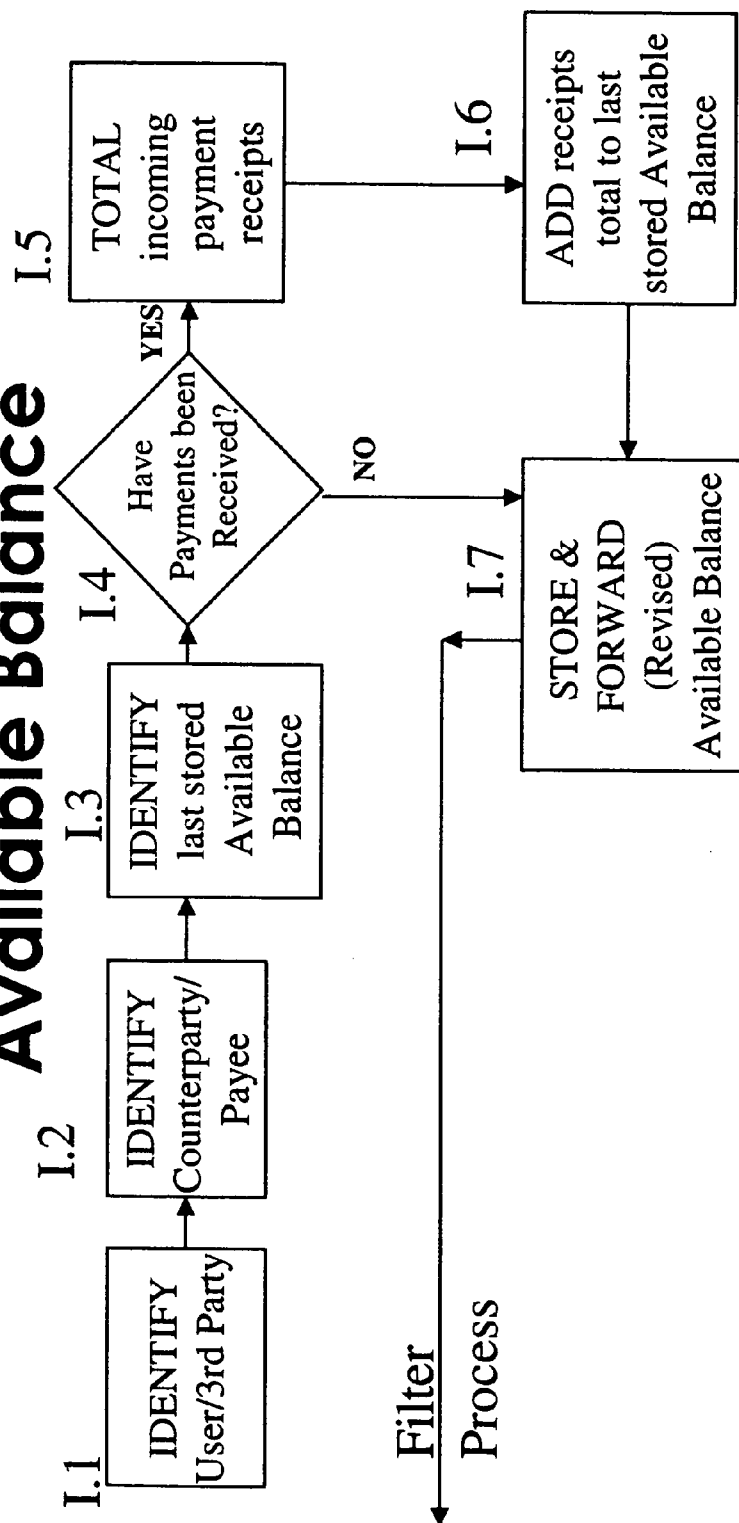 Available Balance
I.1
IDENTIFY
User/3rd Party
I.2
IDENTIFY
Counterparty/
Payee
I.3
IDENTIFY
last stored
Available
Balance
I.4
Have
Payments been
Received?
YES
NO
I.5
TOTAL
incoming
payment
receipts
I.6
ADD receipts
total to last
stored Available
Balance
I.7
STORE &
FORWARD
(Revised)
Available Balance
Filter
Process